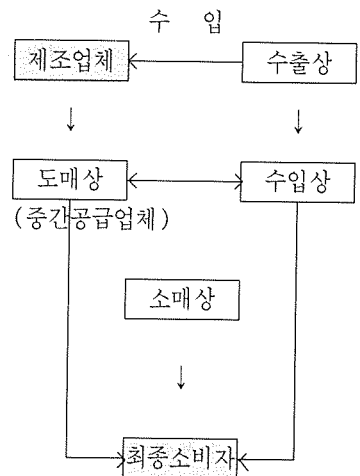 수 입
제조업체 수출상
도매상 수입상
(중간공급업체)
소매상
최종소비자